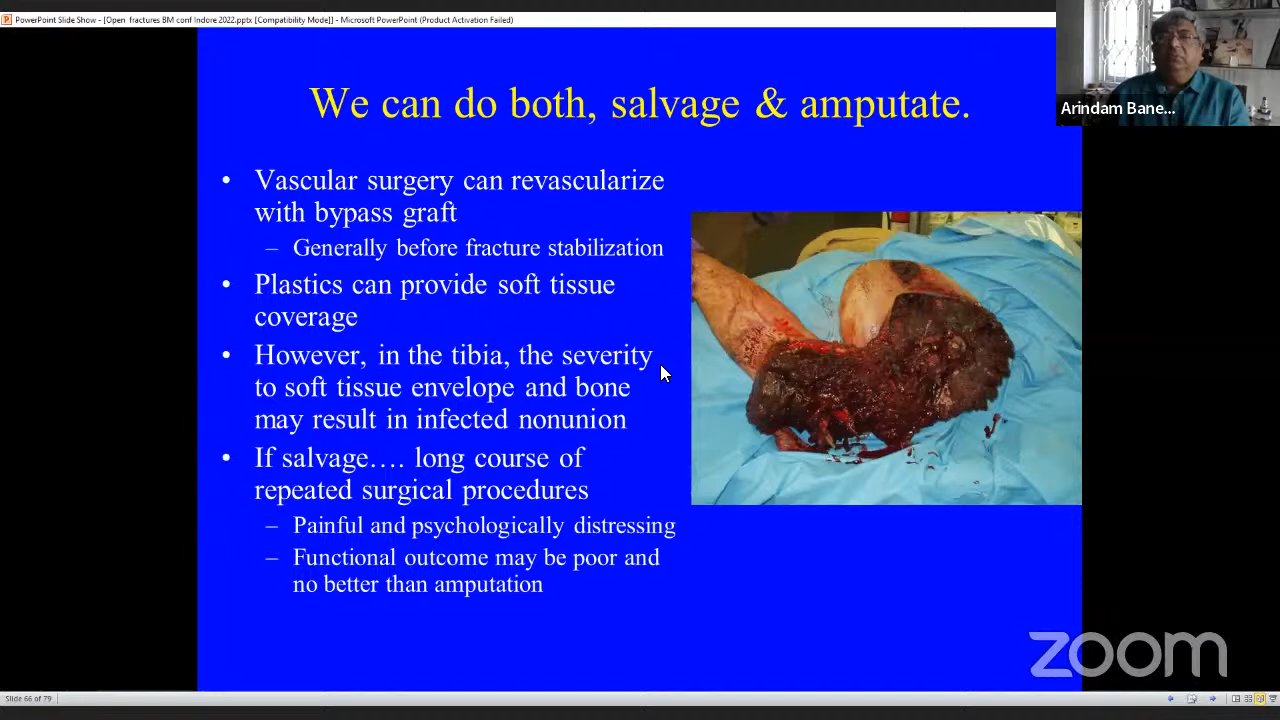 PowerPoint Slide Show - [Open fractures BM conf Indore 2022.pptx [Compatibility Mode]] - Microsoft PowerPoint (Product Activation Failed)
Arindam Bane...
We can do both, salvage & amputate.
• Vascular surgery can revascularize
with bypass graft
– Generally before fracture stabilization
• Plastics can provide soft tissue
coverage
• However, in the tibia, the severity
to soft tissue envelope and bone
may result in infected nonunion
• If salvage…. long course of
repeated surgical procedures
– Painful and psychologically distressing
– Functional outcome may be poor and
no better than amputation
zoom
Slide 66 of 79